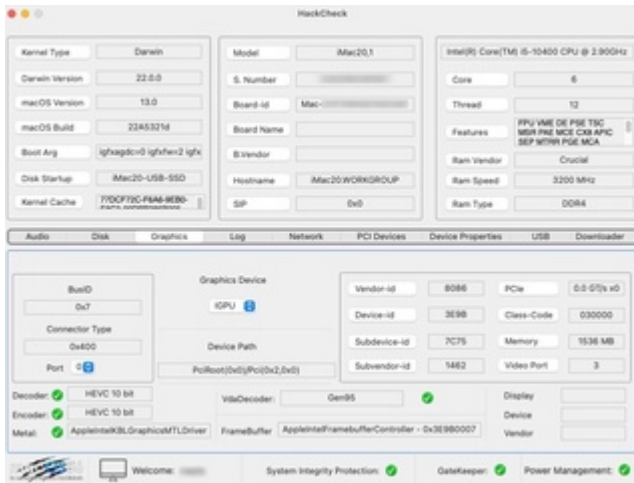 HackCheck
Kernel Type Darwin
Darwin Version 22.0.0
macOS Version 13.0
macOS Build 22A5321d
Boot Arg igfxagdc=0 igfxfw=2 igfx
Disk Startup iMac20-USB-SSD
Kernel Cache 77DCF72C-F6A6-9EB0-
Model iMac20,1
S. Number
Board-id Mac-
Board Name
B.Vendor
Hostname iMac20.WORKGROUP
SIP 0x0
Intel(R) Core(TM) i5-10400 CPU @ 2.90GHz
Core 6
Thread 12
Features FPU VME DE PSE TSC
MSR PAE MCE CX8 APIC
SEP MTRR PGE MCA
Ram Vendor Crucial
Ram Speed 3200 MHz
Ram Type DDR4
Audio Disk Graphics Log Network PCI Devices Device Properties USB Downloader
BusID
0x7
Connector Type
0x800
Port 0
Graphics Device
IGPU
Device Path
PciRoot(0x0)/Pci(0x2,0x0)
Vendor-id 8086 PCIe 0.0 GT/s x0
Device-id 3E9B Class-Code 030000
Subdevice-id 7C75 Memory 1536 MB
Subvendor-id 1462 Video Port 3
Decoder: HEVC 10 bit VdaDecoder: Gen95 Display
Encoder: HEVC 10 bit Device
Metal: AppleIntelKBLGraphicsMTLDriver FrameBuffer AppleIntelFramebufferController - 0x3E9B0007 Vendor
Welcome: System Integrity Protection: GateKeeper: Power Management: